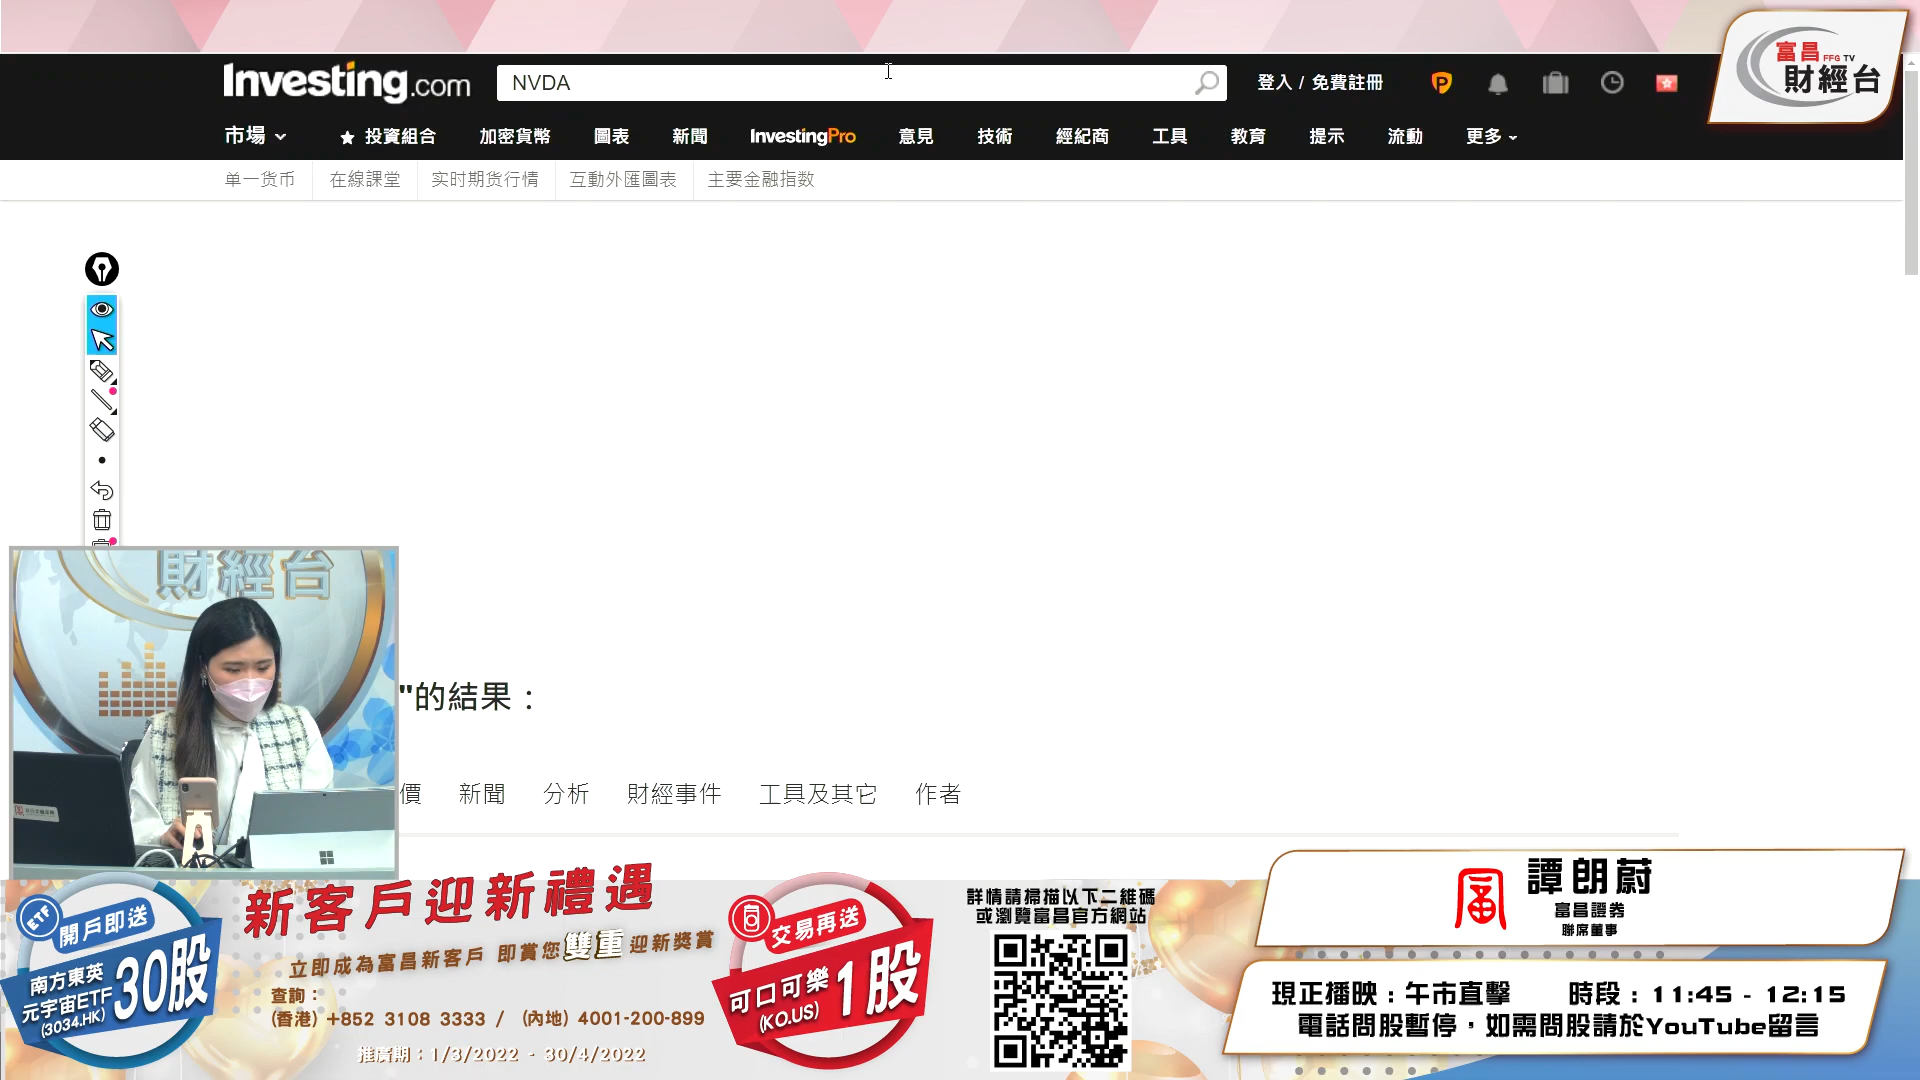 Investing.com
NVDA
登入 / 免費註冊
富昌 FFG TV
財經台
市場
投資組合
加密貨幣
圖表
新聞
InvestingPro
意見
技術
經紀商
工具
教育
提示
流動
更多
单一货币
在線課堂
实时期货行情
互動外匯圖表
主要金融指数
財經台
"的結果：
價
新聞
分析
財經事件
工具及其它
作者
ETF
開戶即送
南方東英
元宇宙ETF
(3034.HK)
30股
新客戶迎新禮遇
立即成為富昌新客戶 即賞您雙重迎新獎賞
查詢：
(香港) +852 3108 3333 / (內地) 4001-200-899
推廣期：1/3/2022 - 30/4/2022
交易再送
可口可樂
(KO.US)
1股
詳情請掃描以下二維碼
或瀏覽富昌官方網站
譚朗蔚
富昌證券
聯席董事
現正播映：午市直擊 時段：11:45 - 12:15
電話問股暫停，如需問股請於YouTube留言